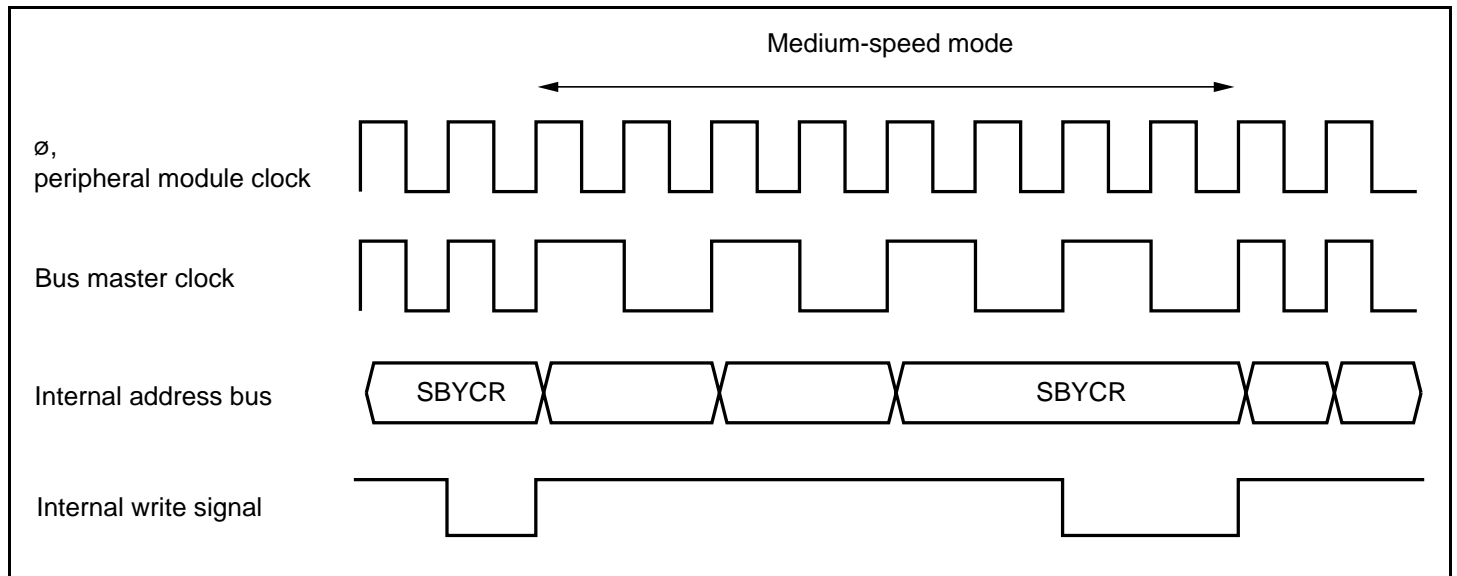 Medium-speed mode
ø,
peripheral module clock
Bus master clock
Internal address bus
SBYCR
SBYCR
Internal write signal